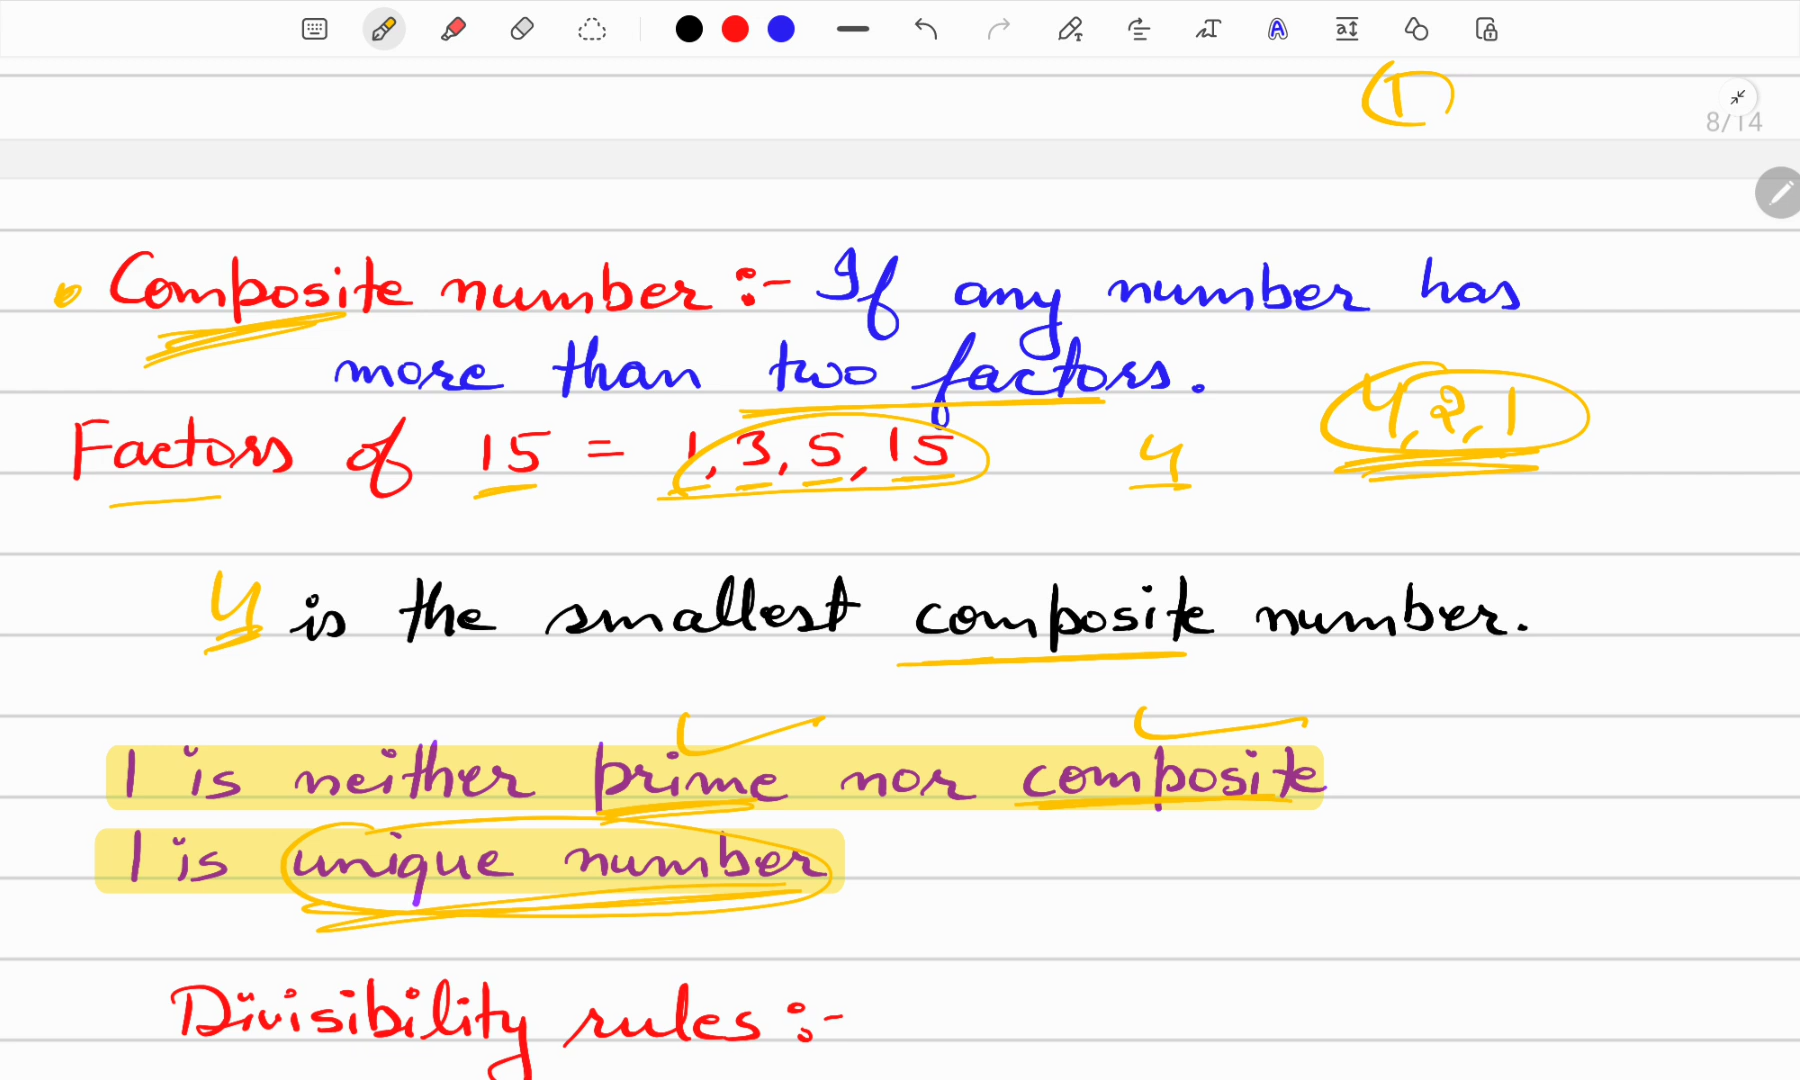 1
8/14
Composite number :- If any number has
more than two factors.
4, 2, 1
Factors of 15 = 1, 3, 5, 15 4
4 is the smallest composite number.
1 is neither prime nor composite
1 is unique number
Divisibility rules :-